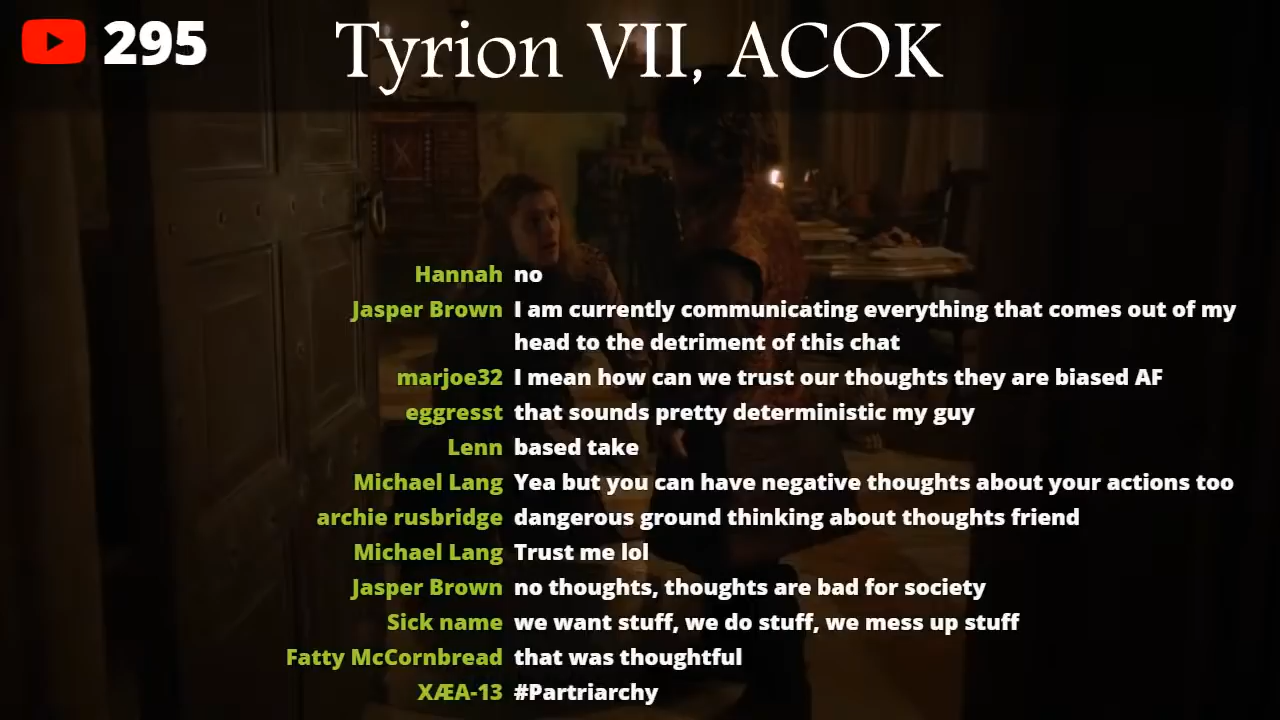 295
Tyrion VII, ACOK
Hannah no
Jasper Brown I am currently communicating everything that comes out of my
head to the detriment of this chat
marjoe32 I mean how can we trust our thoughts they are biased AF
eggresst that sounds pretty deterministic my guy
Lenn based take
Michael Lang Yea but you can have negative thoughts about your actions too
archie rusbridge dangerous ground thinking about thoughts friend
Michael Lang Trust me lol
Jasper Brown no thoughts, thoughts are bad for society
Sick name we want stuff, we do stuff, we mess up stuff
Fatty McCornbread that was thoughtful
XÆA-13 #Partriarchy